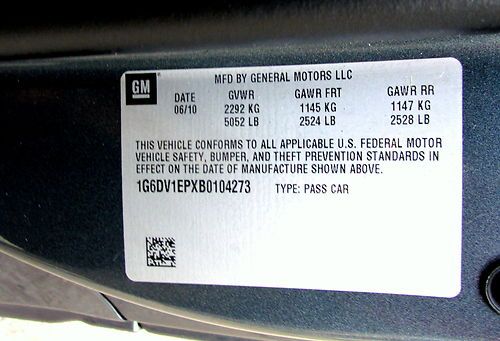 GM
MFD BY GENERAL MOTORS LLC
DATE GVWR GAWR FRT GAWR RR
06/10 2292 KG 1145 KG 1147 KG
5052 LB 2524 LB 2528 LB
THIS VEHICLE CONFORMS TO ALL APPLICABLE U.S. FEDERAL MOTOR
VEHICLE SAFETY, BUMPER, AND THEFT PREVENTION STANDARDS IN
EFFECT ON THE DATE OF MANUFACTURE SHOWN ABOVE.
1G6DV1EPXB0104273 TYPE: PASS CAR